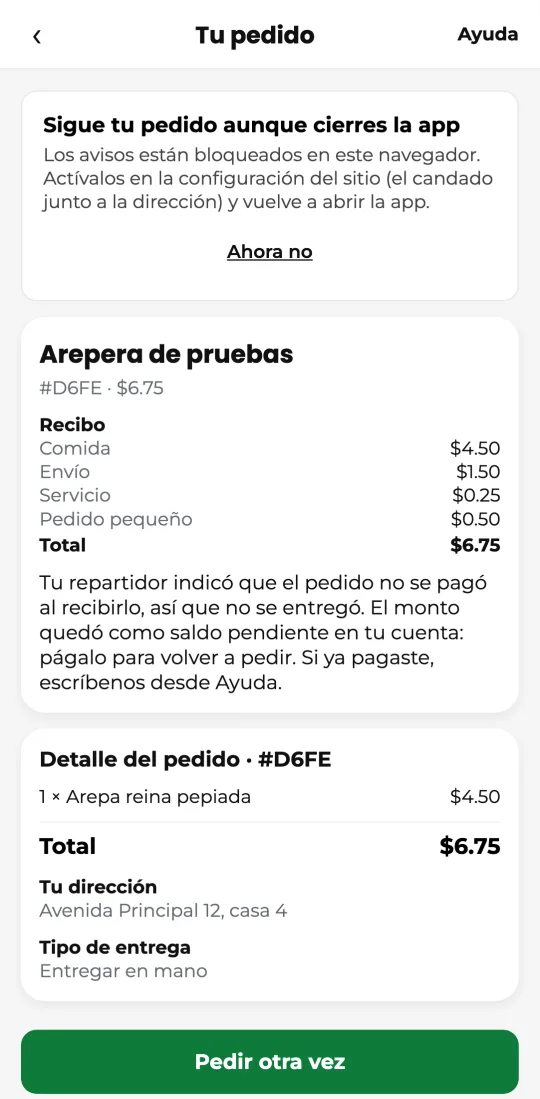 ‹ Tu pedido Ayuda
Sigue tu pedido aunque cierres la app
Los avisos están bloqueados en este navegador.
Actívalos en la configuración del sitio (el candado
junto a la dirección) y vuelve a abrir la app.
Ahora no
Arepera de pruebas
#D6FE · $6.75
Recibo
Comida $4.50
Envío $1.50
Servicio $0.25
Pedido pequeño $0.50
Total $6.75
Tu repartidor indicó que el pedido no se pagó
al recibirlo, así que no se entregó. El monto
quedó como saldo pendiente en tu cuenta:
págalo para volver a pedir. Si ya pagaste,
escríbenos desde Ayuda.
Detalle del pedido · #D6FE
1 × Arepa reina pepiada $4.50
Total $6.75
Tu dirección
Avenida Principal 12, casa 4
Tipo de entrega
Entregar en mano
Pedir otra vez